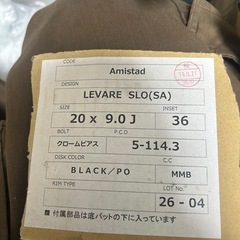 Amistad
DESIGN
LEVARE SLO(SA)
SIZE
INSET
20 x 9.0 J
36
BOLT
P.C.D
クロームピアス
5-114.3
DISK COLOR
C.C
BLACK/PO
MMB
RIM TYPE
LOT No
26-04
■付属部品は底パットの下に入っています